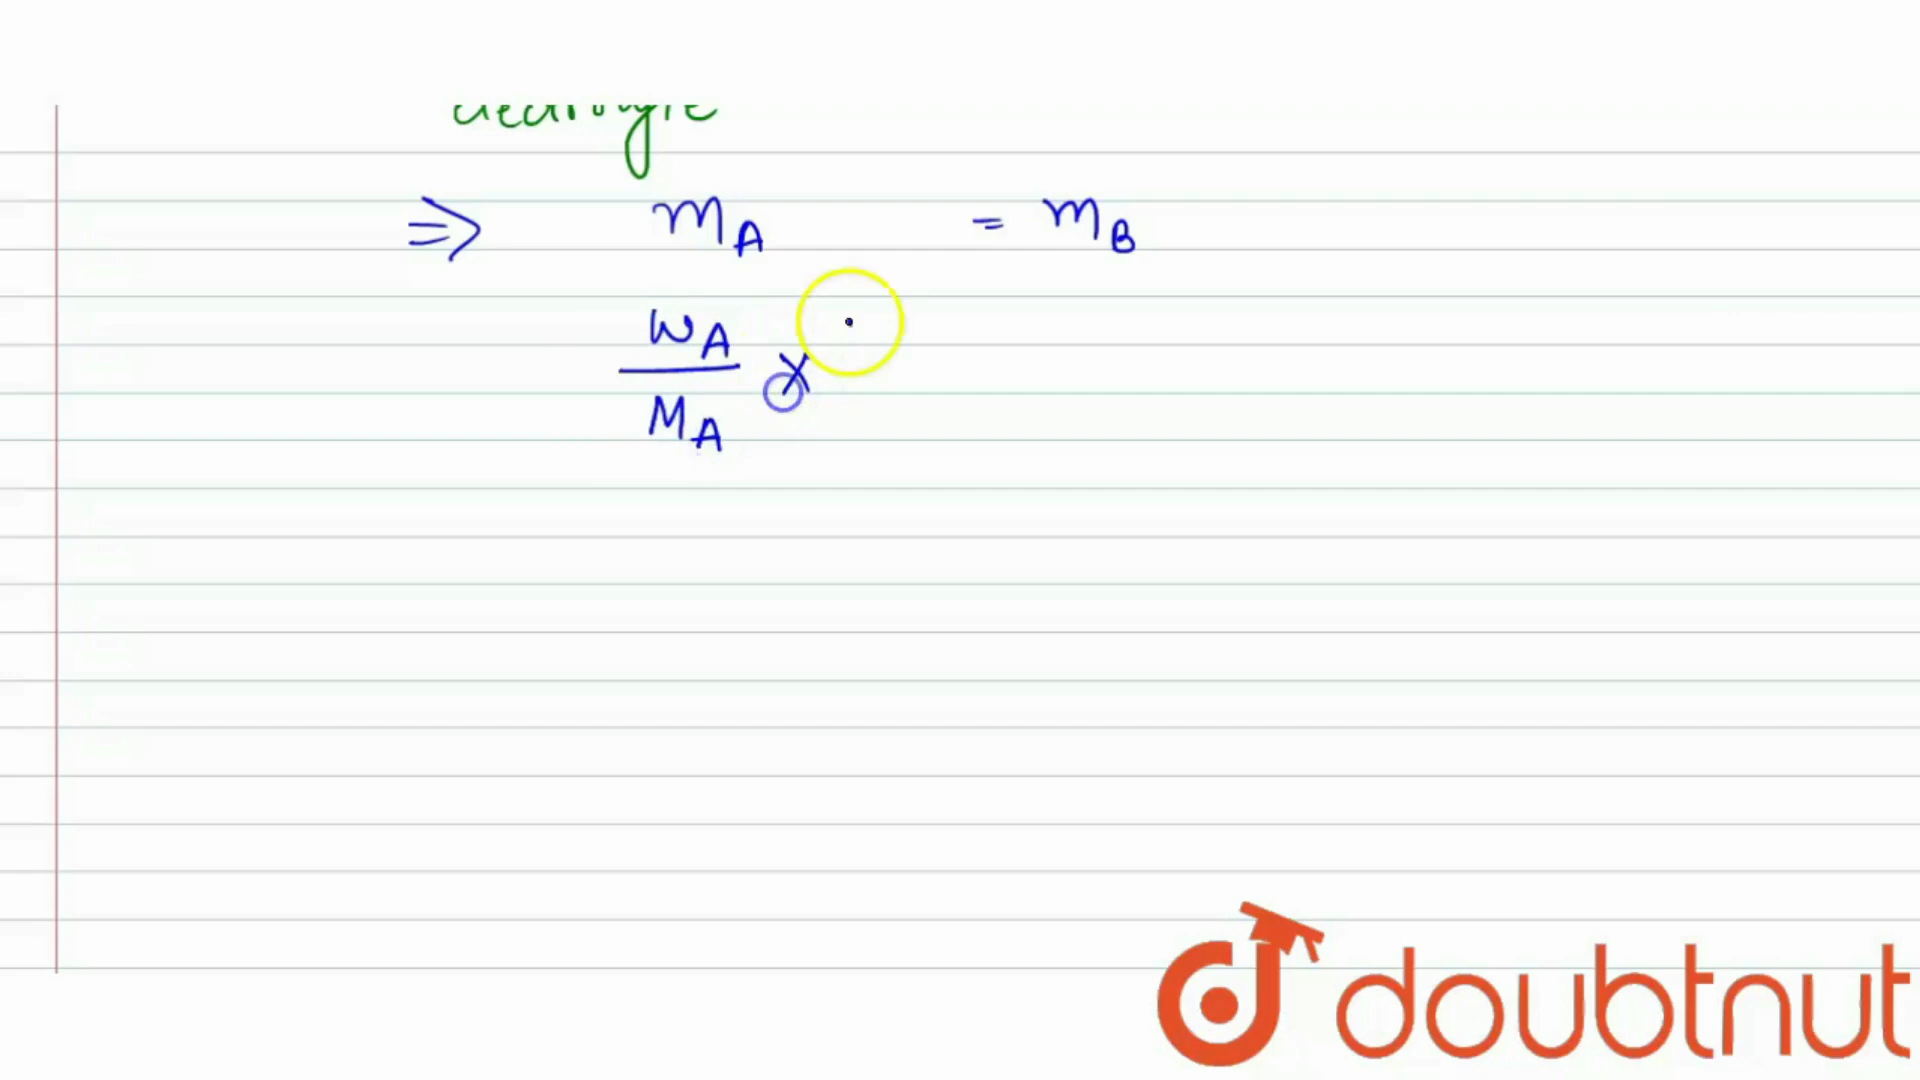 ⇒ m_A = m_B
w_A / M_A ×
doubtnut